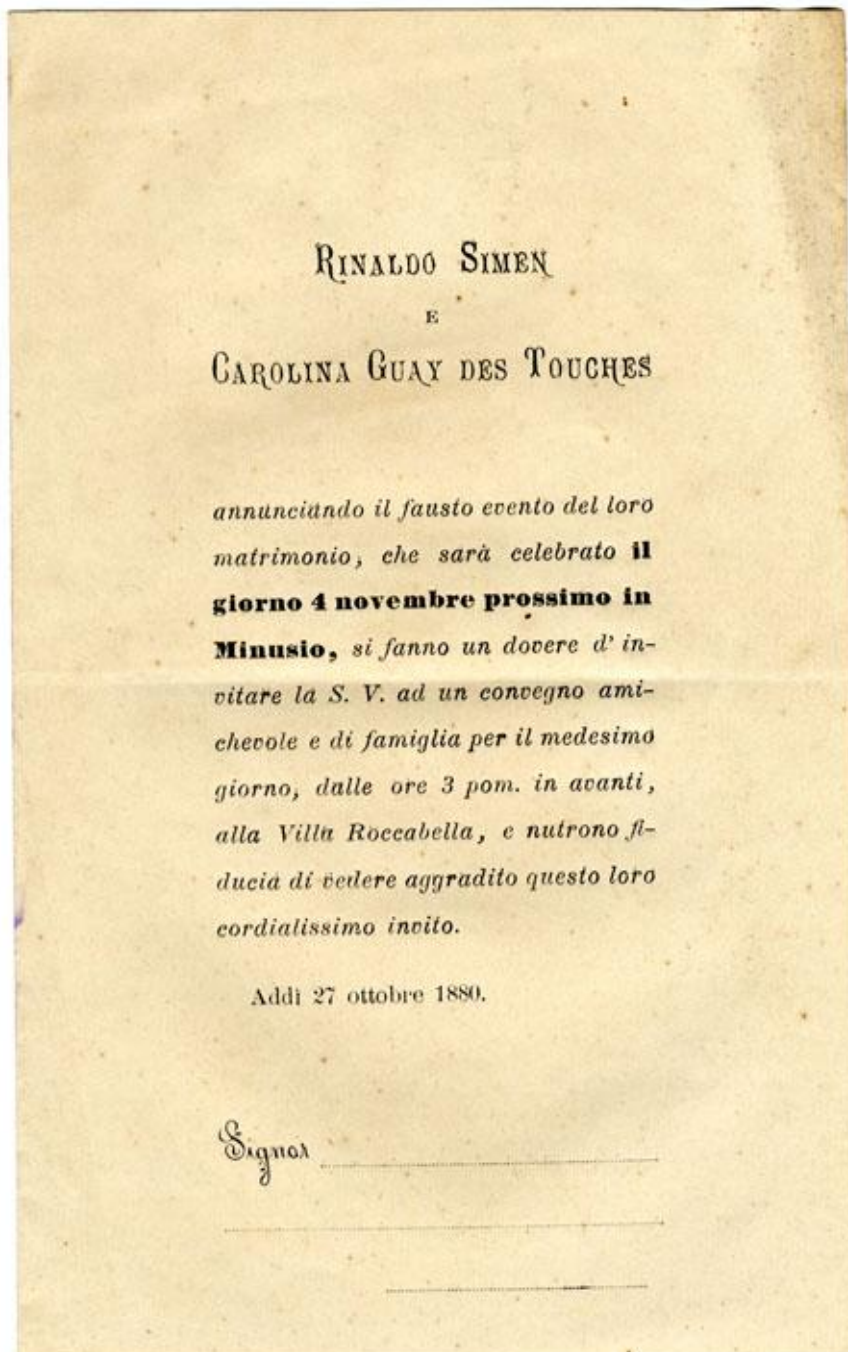 Rinaldo Simen
e
Carolina Guay des Touches
annunciando il fausto evento del loro
matrimonio, che sarà celebrato il
giorno 4 novembre prossimo in
Minusio, si fanno un dovere d' in-
vitare la S. V. ad un convegno ami-
chevole e di famiglia per il medesimo
giorno, dalle ore 3 pom. in avanti,
alla Villa Roccabella, e nutrono fi-
ducia di vedere aggradito questo loro
cordialissimo invito.
Addì 27 ottobre 1880.
Signor